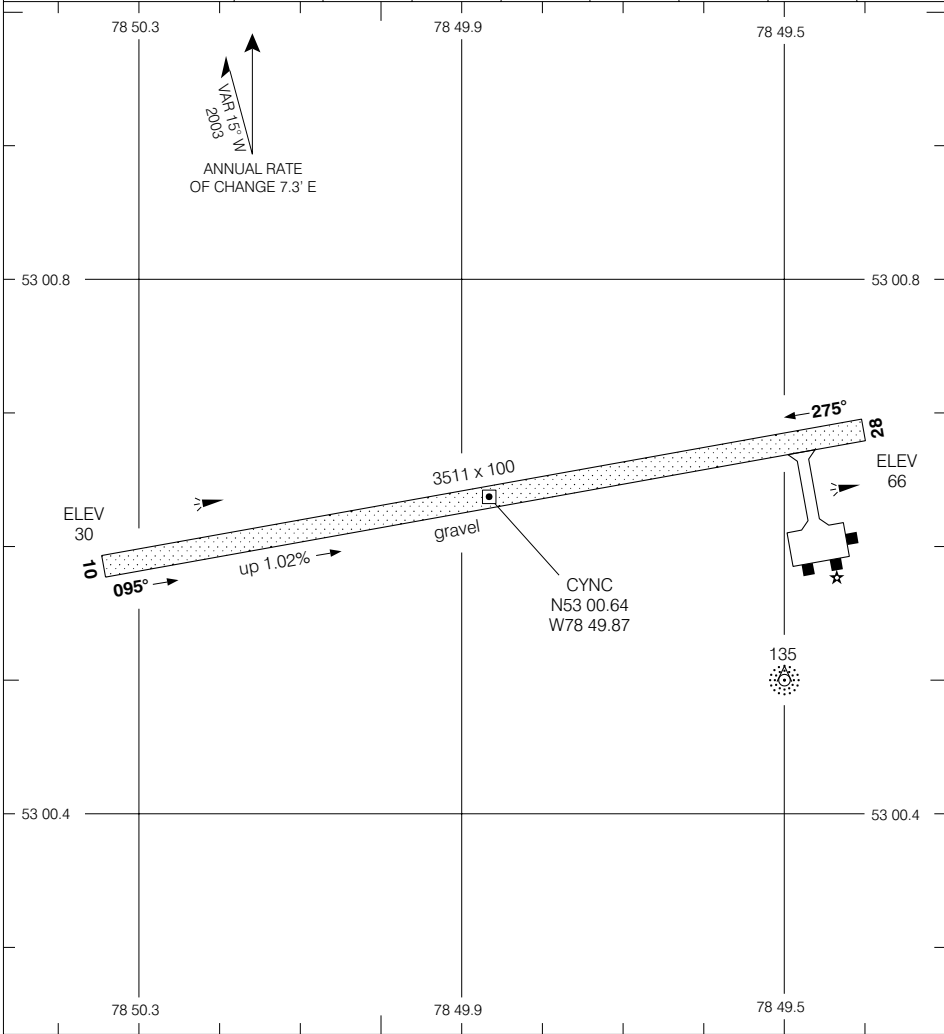 78 50.3
78 49.9
78 49.5
VAR 15° W
2003
ANNUAL RATE
OF CHANGE 7.3' E
53 00.8
53 00.8
275°
28
ELEV
66
3511 x 100
gravel
ELEV
30
10
095°
up 1.02%
CYNC
N53 00.64
W78 49.87
135
53 00.4
53 00.4
78 50.3
78 49.9
78 49.5